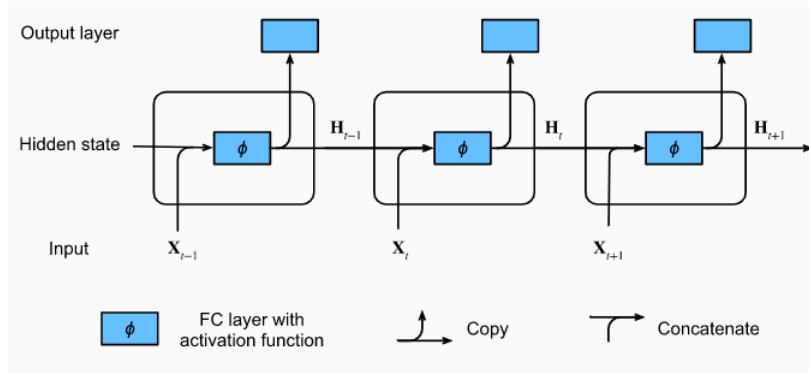 Output layer
Hidden state
ϕ
H_{t−1}
ϕ
H_t
ϕ
H_{t+1}
Input
X_{t−1}
X_t
X_{t+1}
ϕ
FC layer with
activation function
Copy
Concatenate